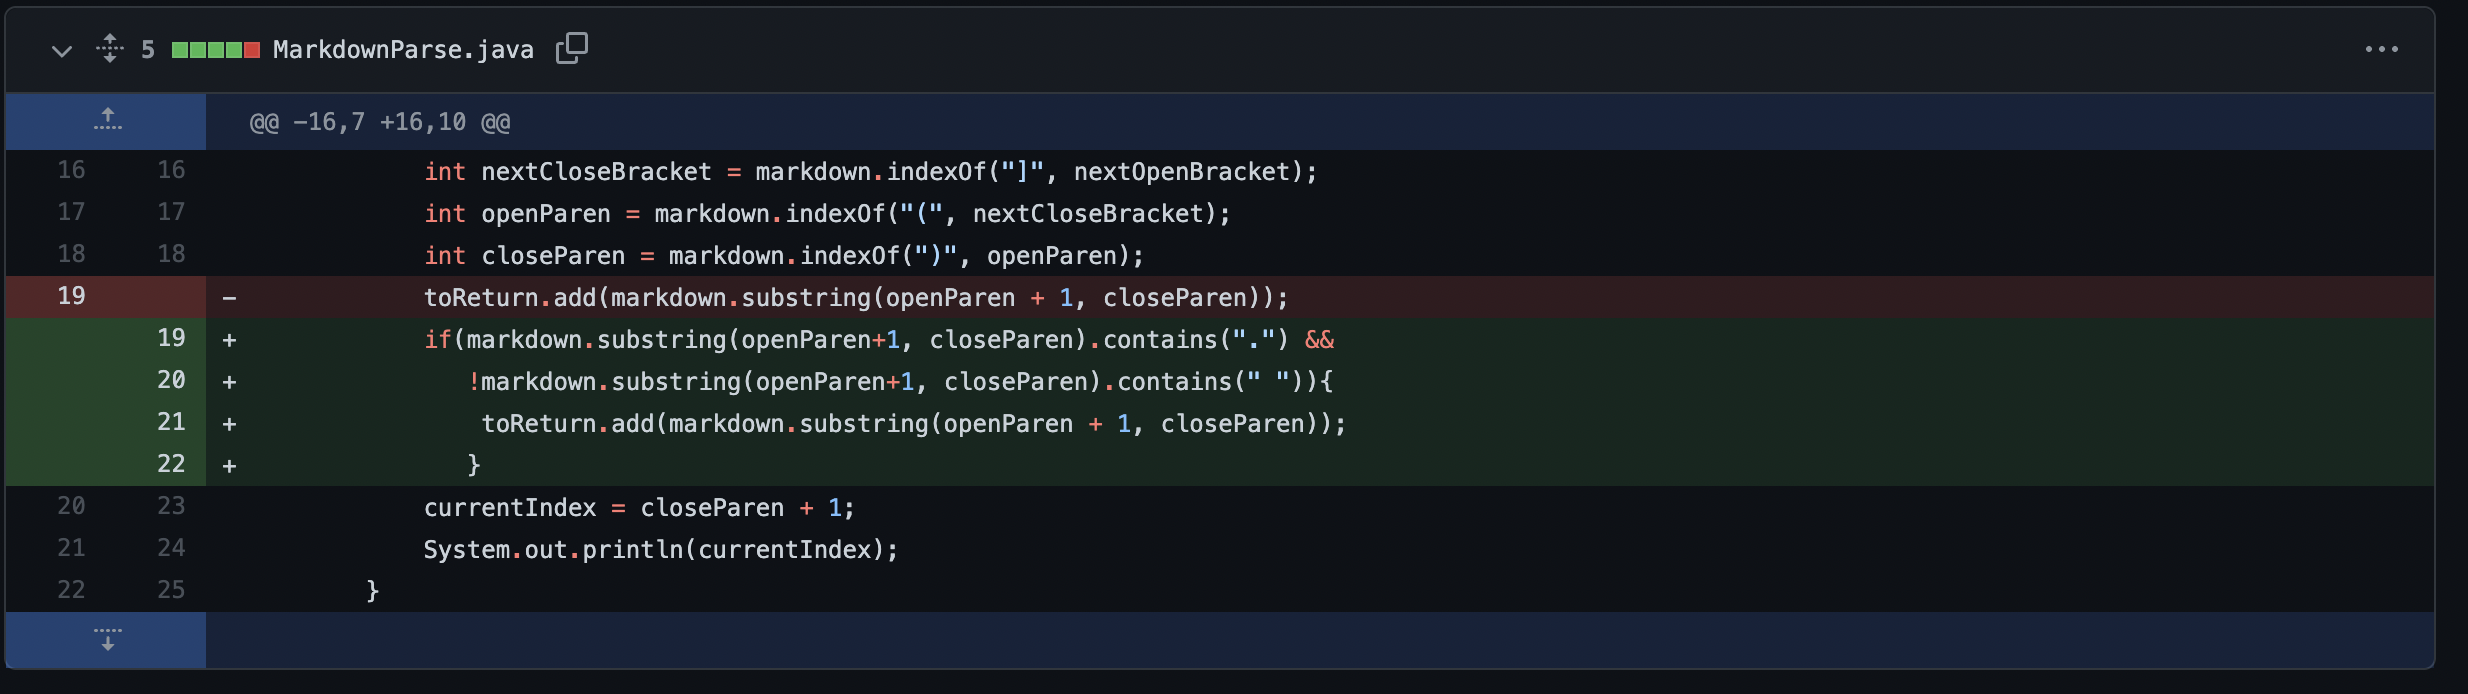 5 MarkdownParse.java
@@ -16,7 +16,10 @@
16 16 int nextCloseBracket = markdown.indexOf("]", nextOpenBracket);
17 17 int openParen = markdown.indexOf("(", nextCloseBracket);
18 18 int closeParen = markdown.indexOf(")", openParen);
19 - toReturn.add(markdown.substring(openParen + 1, closeParen));
19 + if(markdown.substring(openParen+1, closeParen).contains(".") &&
20 + !markdown.substring(openParen+1, closeParen).contains(" ")){
21 + toReturn.add(markdown.substring(openParen + 1, closeParen));
22 + }
20 23 currentIndex = closeParen + 1;
21 24 System.out.println(currentIndex);
22 25 }